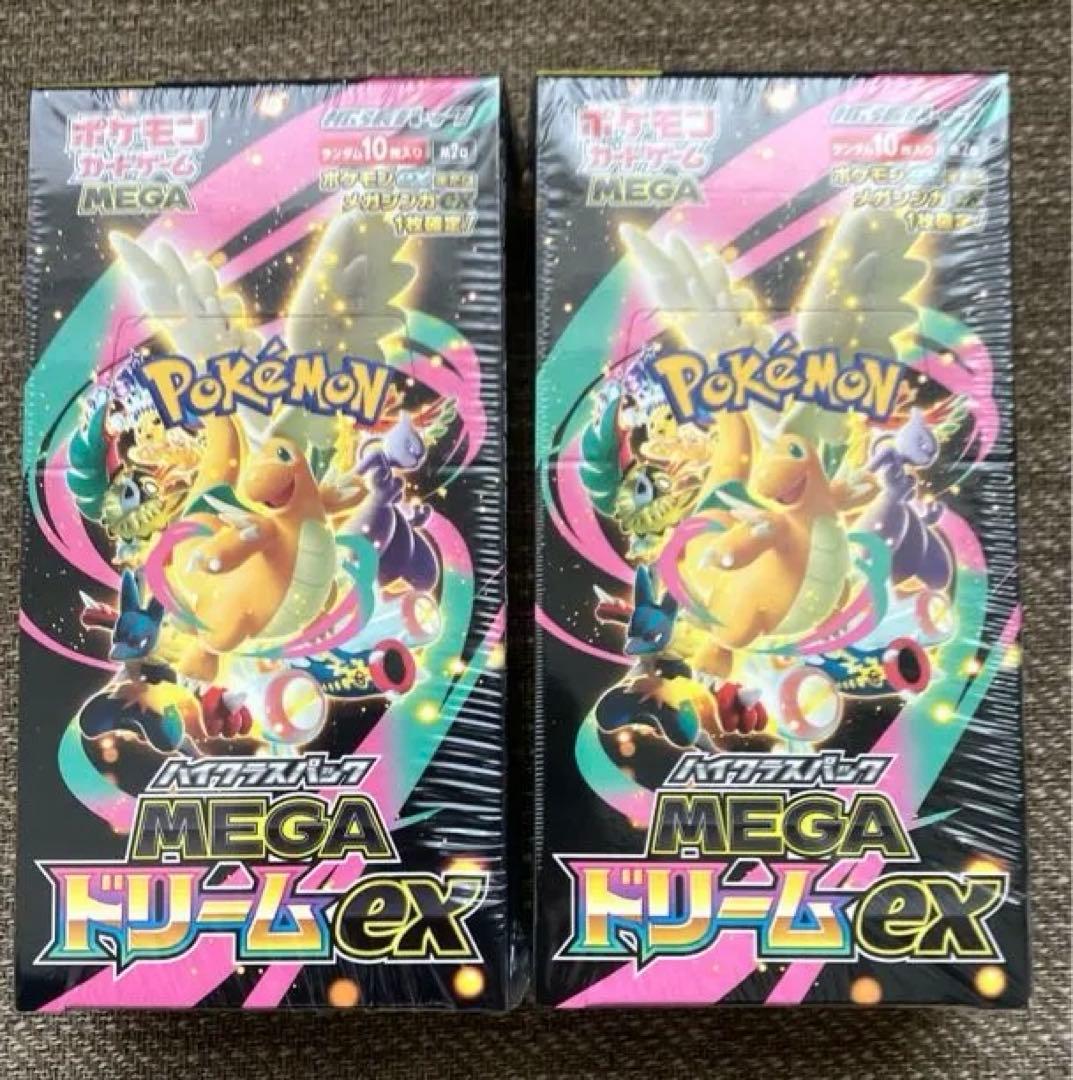 ポケモン
カードゲーム
MEGA
ハイクラスパック
ランダム10枚入り
ポケモンex
メガシンカex
1枚確定!
POKéMON
ハイクラスパック
MEGA
ドリームex
ポケモン
カードゲーム
MEGA
ハイクラスパック
ランダム10枚入り
ポケモンex
メガシンカex
1枚確定!
POKéMON
ハイクラスパック
MEGA
ドリームex